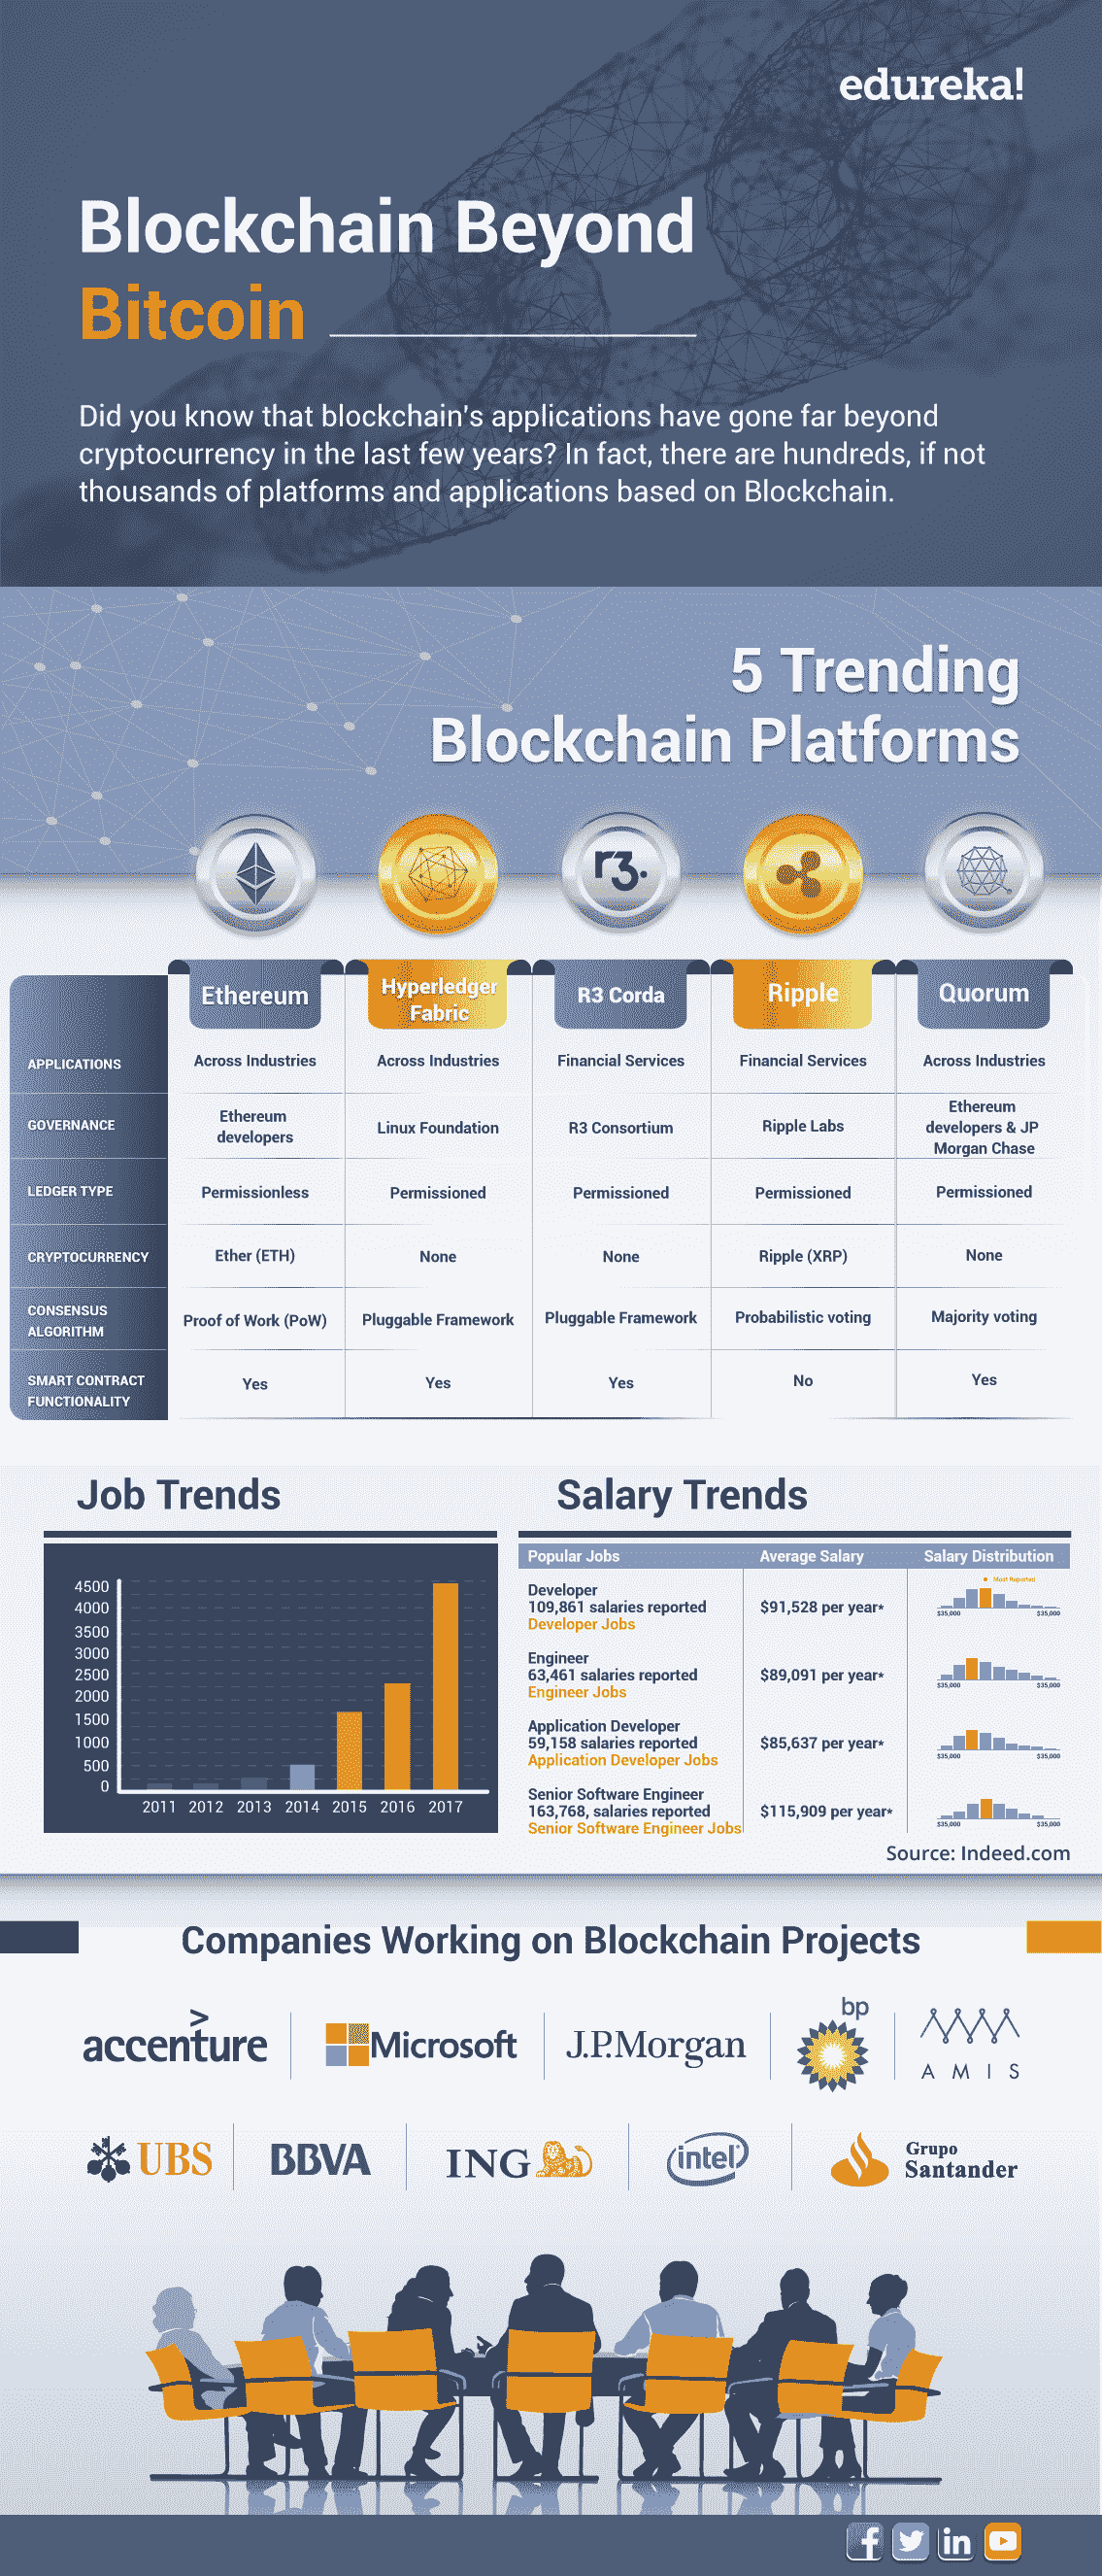 edureka!
Blockchain Beyond
Bitcoin
Did you know that blockchain's applications have gone far beyond
cryptocurrency in the last few years? In fact, there are hundreds, if not
thousands of platforms and applications based on Blockchain.
5 Trending
Blockchain Platforms
r3.
Ethereum
Hyperledger
Fabric
R3 Corda
Ripple
Quorum
APPLICATIONS
Across Industries
Across Industries
Financial Services
Financial Services
Across Industries
GOVERNANCE
Ethereum
developers
Linux Foundation
R3 Consortium
Ripple Labs
Ethereum
developers & JP
Morgan Chase
LEDGER TYPE
Permissionless
Permissioned
Permissioned
Permissioned
Permissioned
CRYPTOCURRENCY
Ether (ETH)
None
None
Ripple (XRP)
None
CONSENSUS
ALGORITHM
Proof of Work (PoW)
Pluggable Framework
Pluggable Framework
Probabilistic voting
Majority voting
SMART CONTRACT
FUNCTIONALITY
Yes
Yes
Yes
No
Yes
Job Trends
4500
4000
3500
3000
2500
2000
1500
1000
500
0
2011 2012 2013 2014 2015 2016 2017
Salary Trends
Popular Jobs
Average Salary
Salary Distribution
Most Reported
Developer
109,861 salaries reported
Developer Jobs
$91,528 per year*
$35,000
$35,000
Engineer
63,461 salaries reported
Engineer Jobs
$89,091 per year*
$35,000
$35,000
Application Developer
59,158 salaries reported
Application Developer Jobs
$85,637 per year*
$35,000
$35,000
Senior Software Engineer
163,768, salaries reported
Senior Software Engineer Jobs
$115,909 per year*
$35,000
$35,000
Source: Indeed.com
Companies Working on Blockchain Projects
accenture
Microsoft
J.P.Morgan
bp
AMIS
UBS
BBVA
ING
intel
Grupo
Santander
f
in